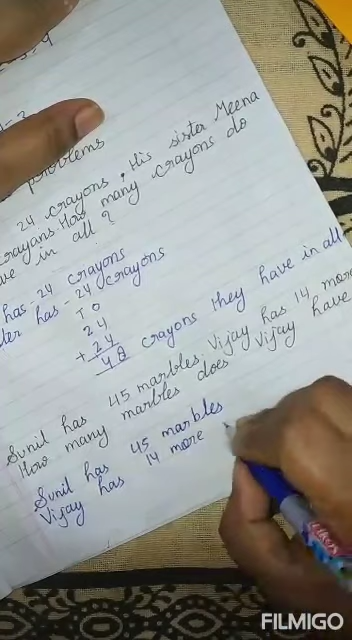 problems
24 crayons. His sister Meena
crayons. How many crayons do
in all?
has - 24 crayons
has - 24 crayons
T O
2 4
+ 2 4
4 8 crayons they have in all
Sunil has 45 marbles. Vijay has 14 more
How many marbles does Vijay have
Sunil has 45 marbles
Vijay has 14 more
FILMIGO